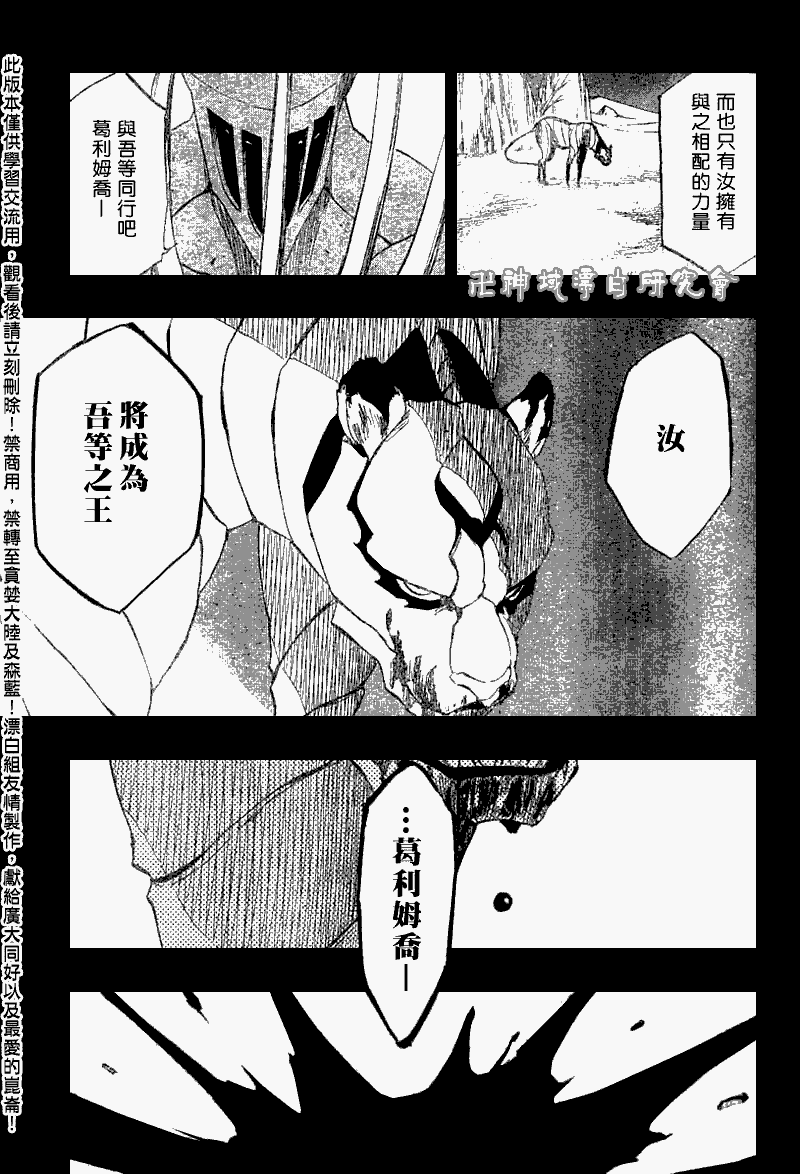 而也只有汝擁有
與之相配的力量
與吾等同行吧
葛利姆喬—
卍神域漂白研究會
汝
將成為
吾等之王
…葛利姆喬—
此版本僅供學習交流用，觀看後請立刻刪除！禁商用，禁轉至貪婪大陸及森藍！漂白組友情製作，獻給廣大同好以及最愛的崑崙！